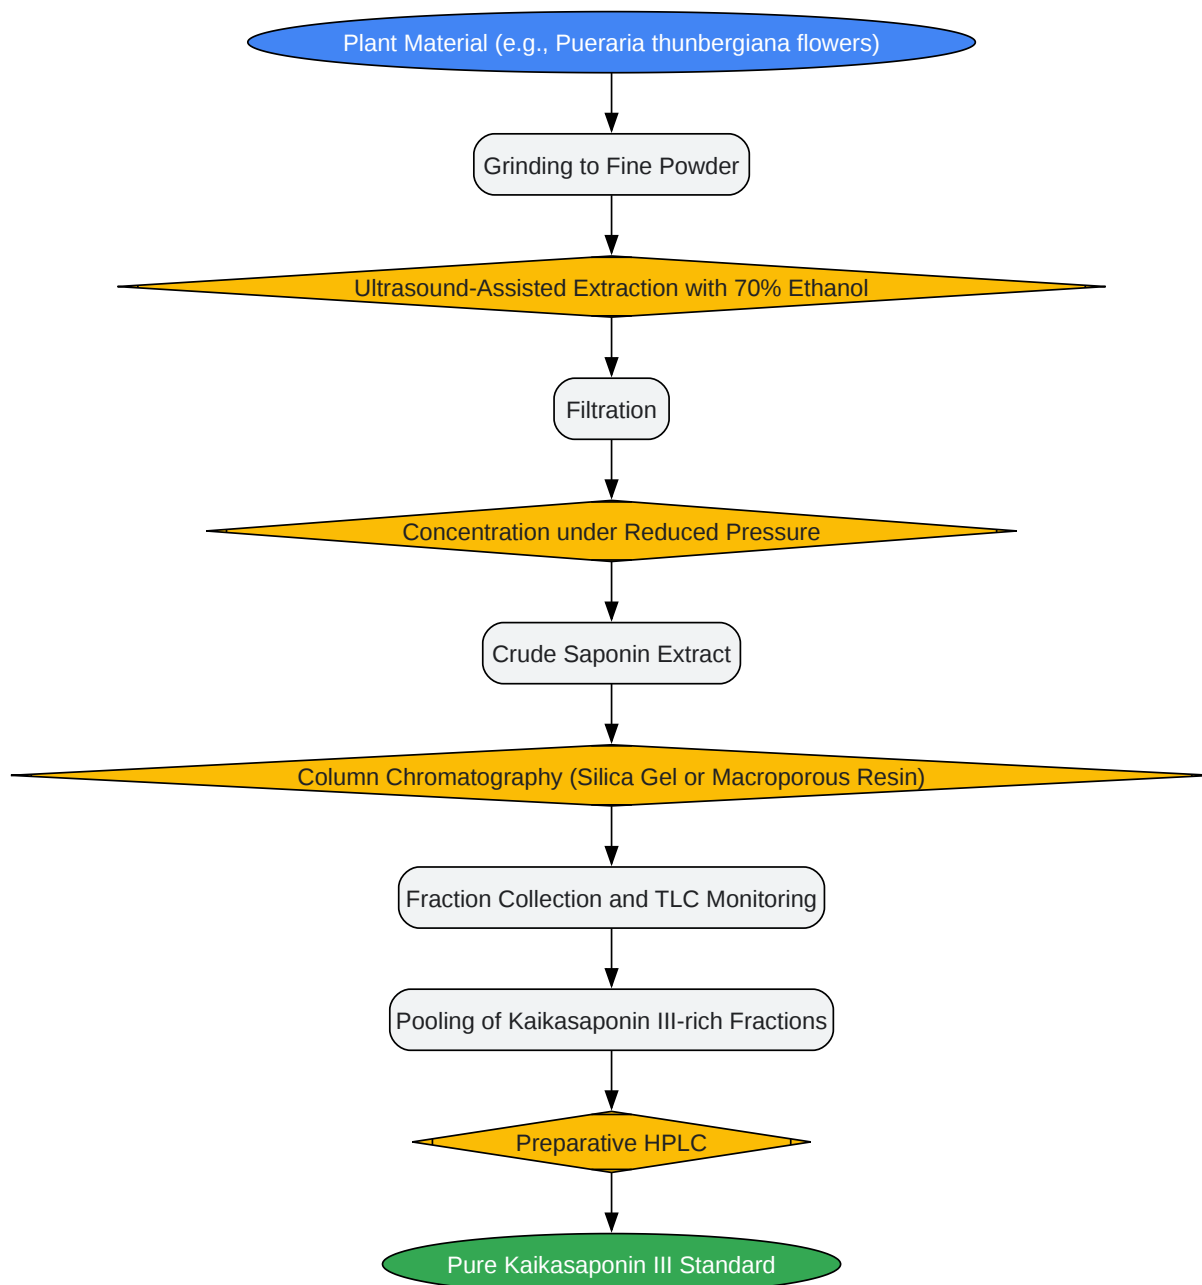 Plant Material (e.g., Pueraria thunbergiana flowers)
Grinding to Fine Powder
Ultrasound-Assisted Extraction with 70% Ethanol
Filtration
Concentration under Reduced Pressure
Crude Saponin Extract
Column Chromatography (Silica Gel or Macroporous Resin)
Fraction Collection and TLC Monitoring
Pooling of Kaikasaponin III-rich Fractions
Preparative HPLC
Pure Kaikasaponin III Standard